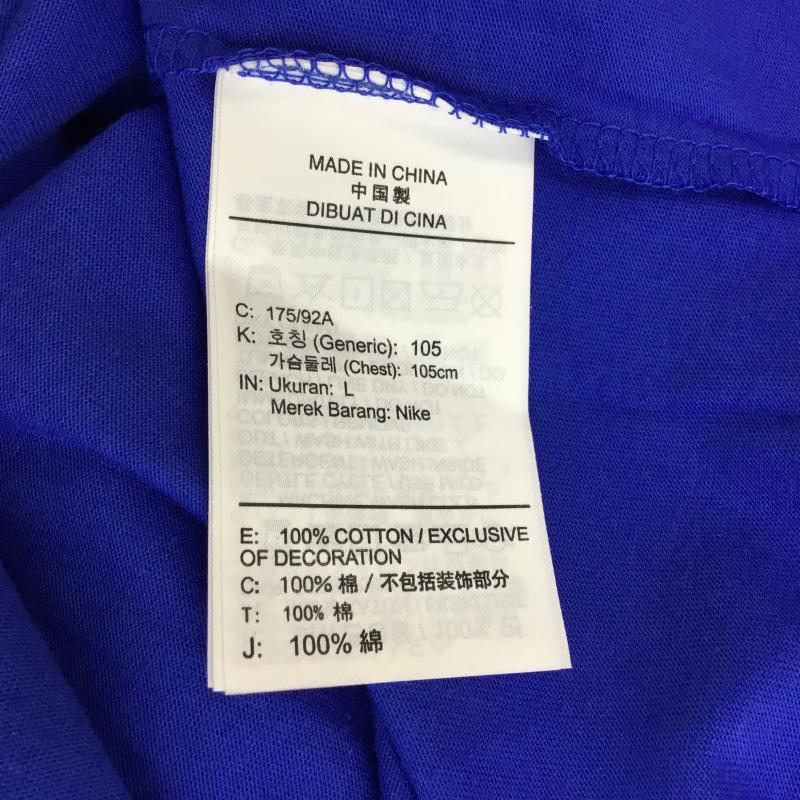 MADE IN CHINA
中国製
DIBUAT DI CINA
C: 175/92A
K: 호칭 (Generic): 105
가슴둘레 (Chest): 105cm
IN: Ukuran: L
Merek Barang: Nike
E: 100% COTTON / EXCLUSIVE
OF DECORATION
C: 100% 棉 / 不包括装饰部分
T: 100% 棉
J: 100% 綿